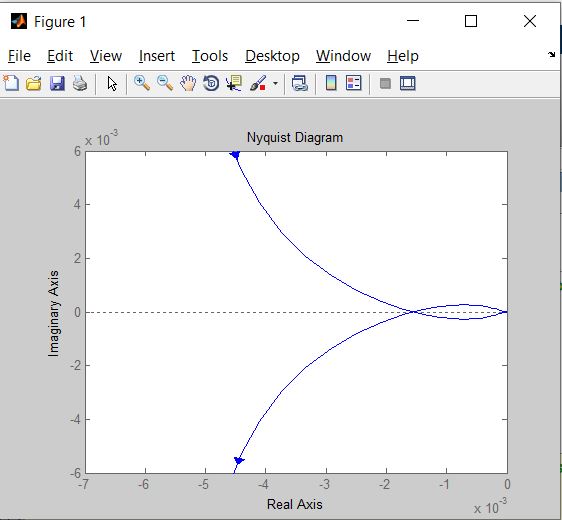 Figure 1
File Edit View Insert Tools Desktop Window Help
x 10-3
Nyquist Diagram
6
4
2
0
-2
-4
-6
Imaginary Axis
-7 -6 -5 -4 -3 -2 -1 0
Real Axis
x 10-3